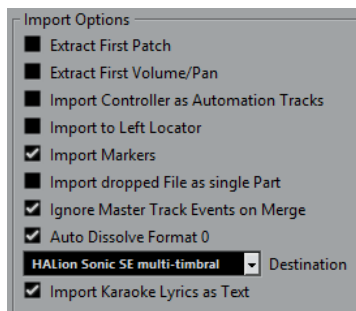 Import Options
Extract First Patch
Extract First Volume/Pan
Import Controller as Automation Tracks
Import to Left Locator
Import Markers
Import dropped File as single Part
Ignore Master Track Events on Merge
Auto Dissolve Format 0
HALion Sonic SE multi-timbral Destination
Import Karaoke Lyrics as Text